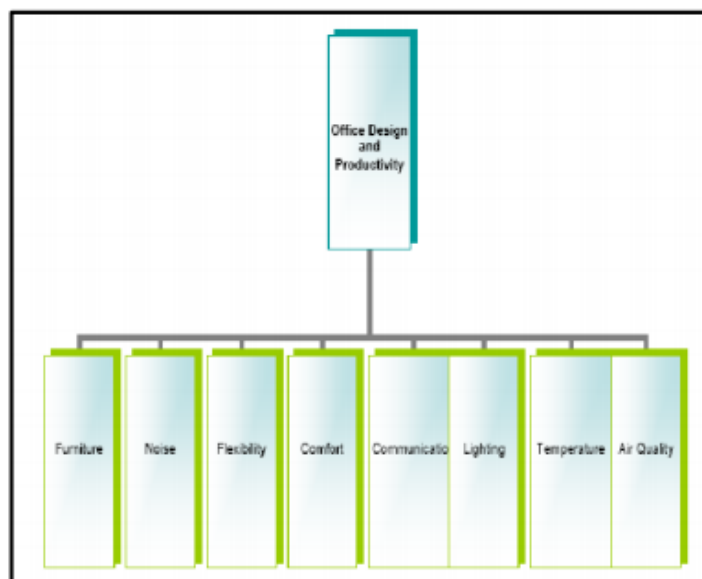 Office Design
and
Productivity
Furniture
Noise
Flexibility
Comfort
Communicatio
Lighting
Temperature
Air Quality